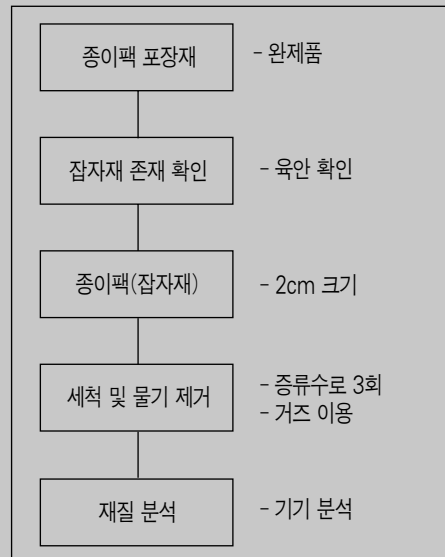 종이팩 포장재 - 완제품
잡자재 존재 확인 - 육안 확인
종이팩(잡자재) - 2cm 크기
세척 및 물기 제거 - 증류수로 3회
- 거즈 이용
재질 분석 - 기기 분석